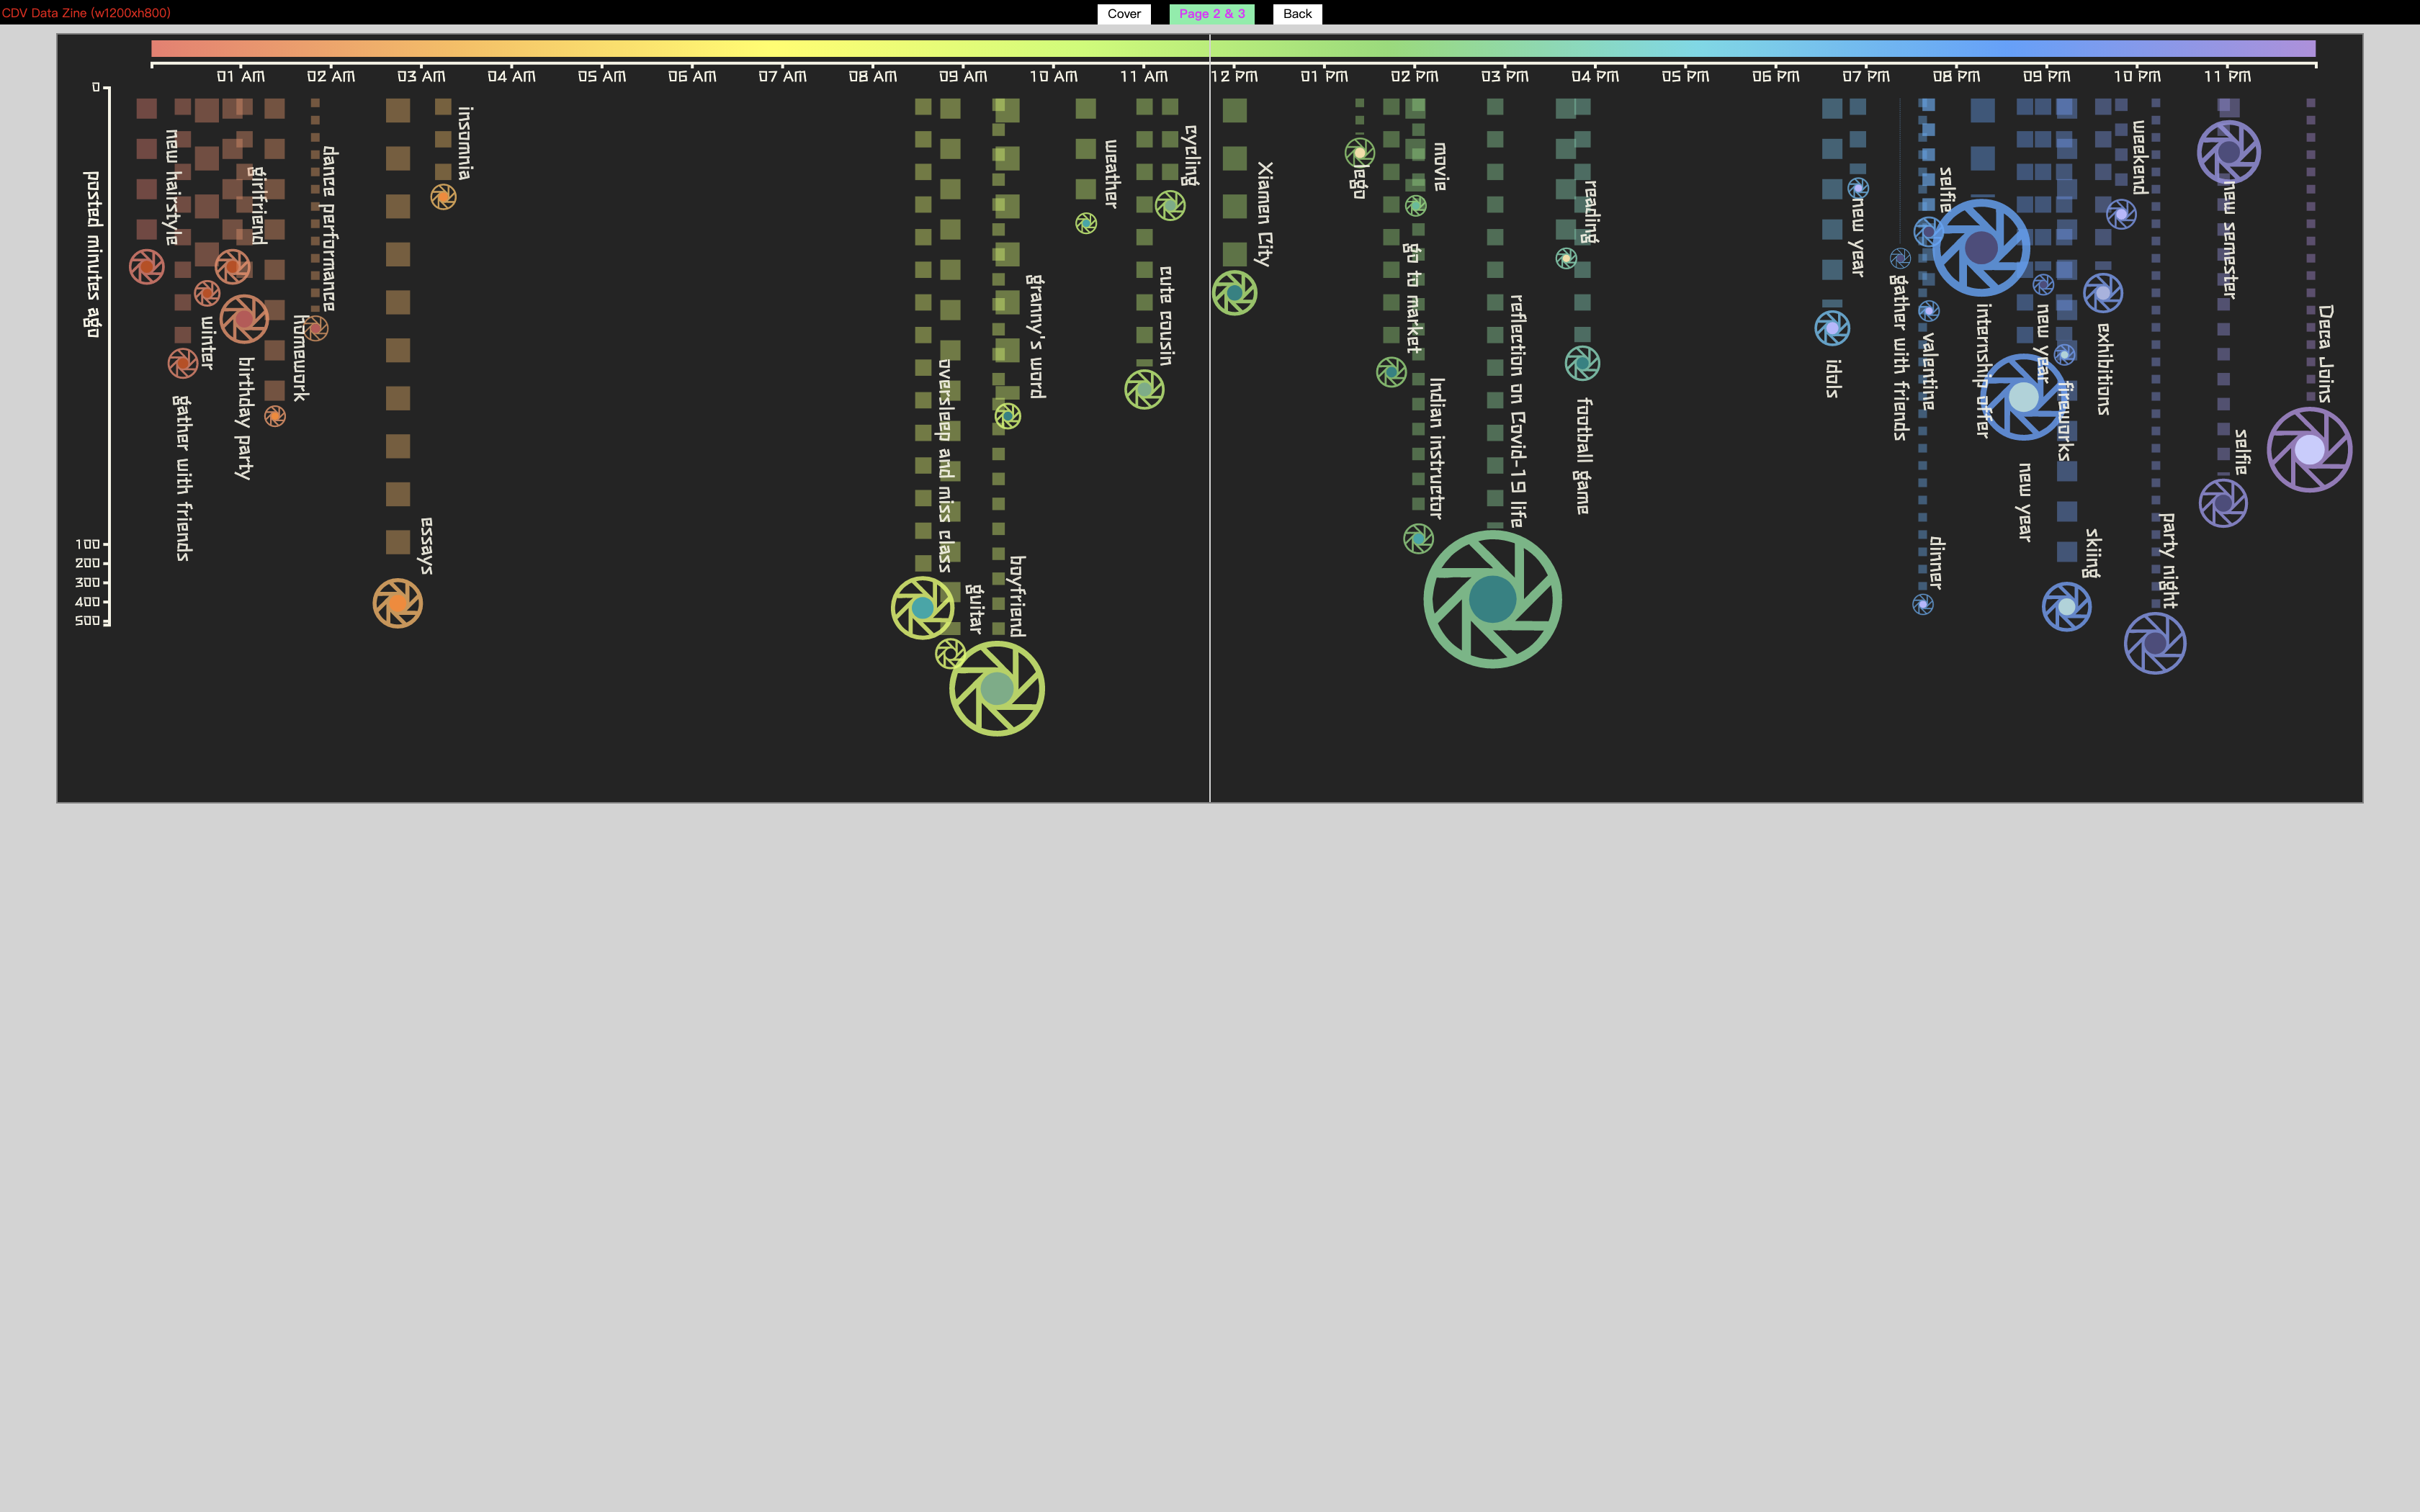 CDV Data Zine (w1200xh800)
Cover
Page 2 & 3
Back
01 AM
02 AM
03 AM
04 AM
05 AM
06 AM
07 AM
08 AM
09 AM
10 AM
11 AM
12 PM
01 PM
02 PM
03 PM
04 PM
05 PM
06 PM
07 PM
08 PM
09 PM
10 PM
11 PM
0
100
200
300
400
500
posted minutes ago
new hairstyle
gather with friends
winter
girlfriend
birthday party
homework
dance performance
essays
insomnia
oversleep and miss class
guitar
boyfriend
granny's word
weather
cute cousin
cycling
Xiamen City
lego
go to market
movie
Indian instructor
reflection on Covid-19 life
reading
football game
idols
new year
gather with friends
dinner
selfie
valentine
internship offer
new year
new year
fireworks
skiing
exhibitions
weekend
party night
new semester
selfie
Deca Joins